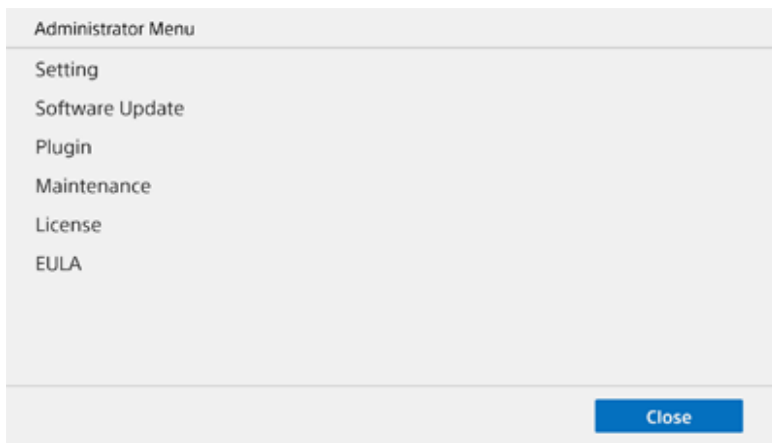 Administrator Menu
Setting
Software Update
Plugin
Maintenance
License
EULA
Close